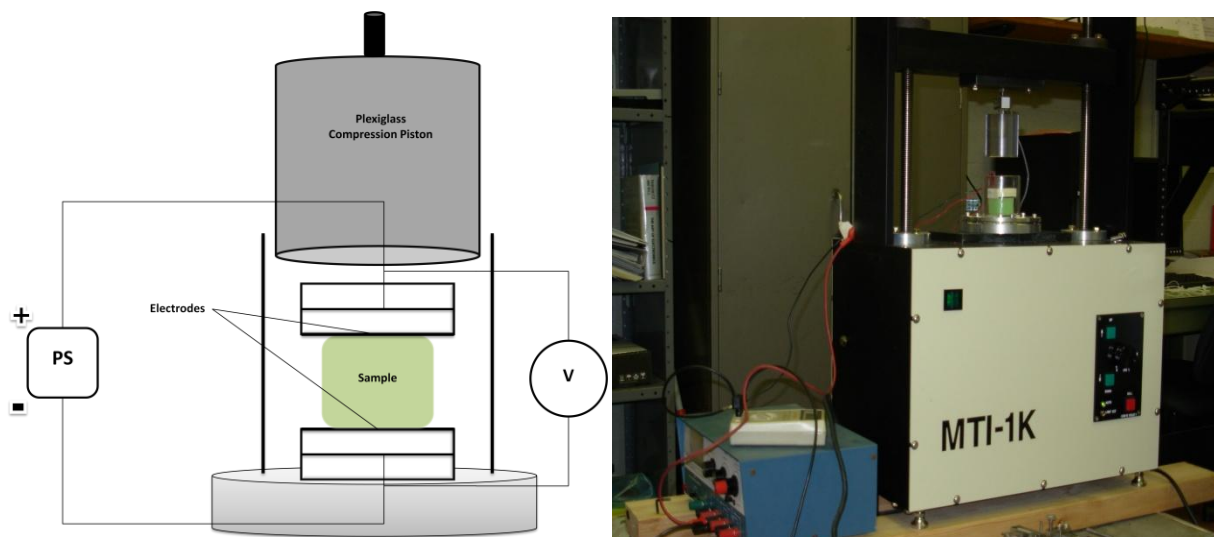 Plexiglass
Compression Piston
+
Electrodes
PS
Sample
V
-
MTI-1K